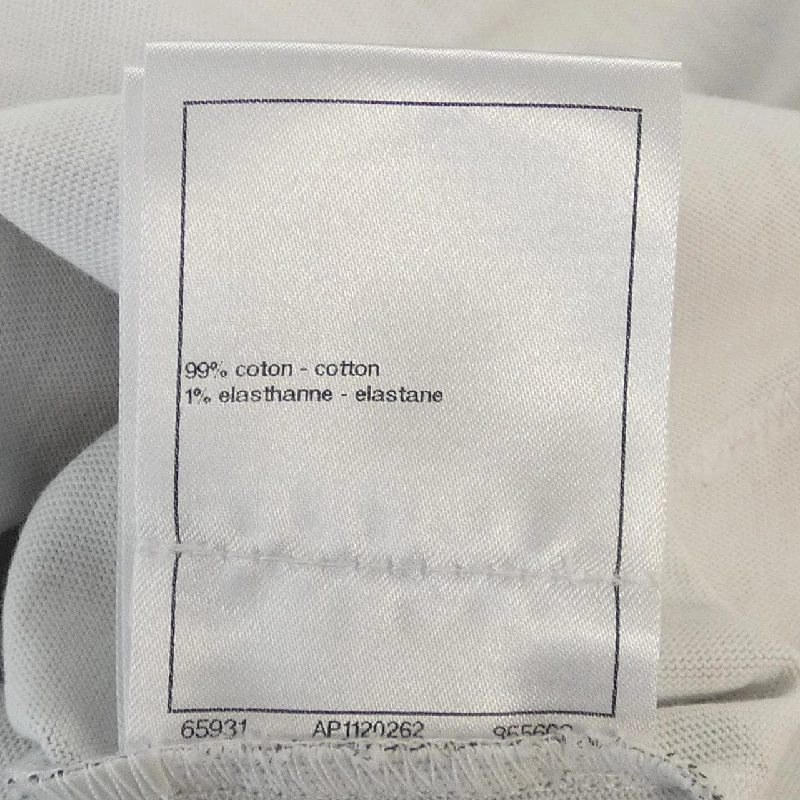 99% coton - cotton
1% elasthanne - elastane
65931 AP1120262